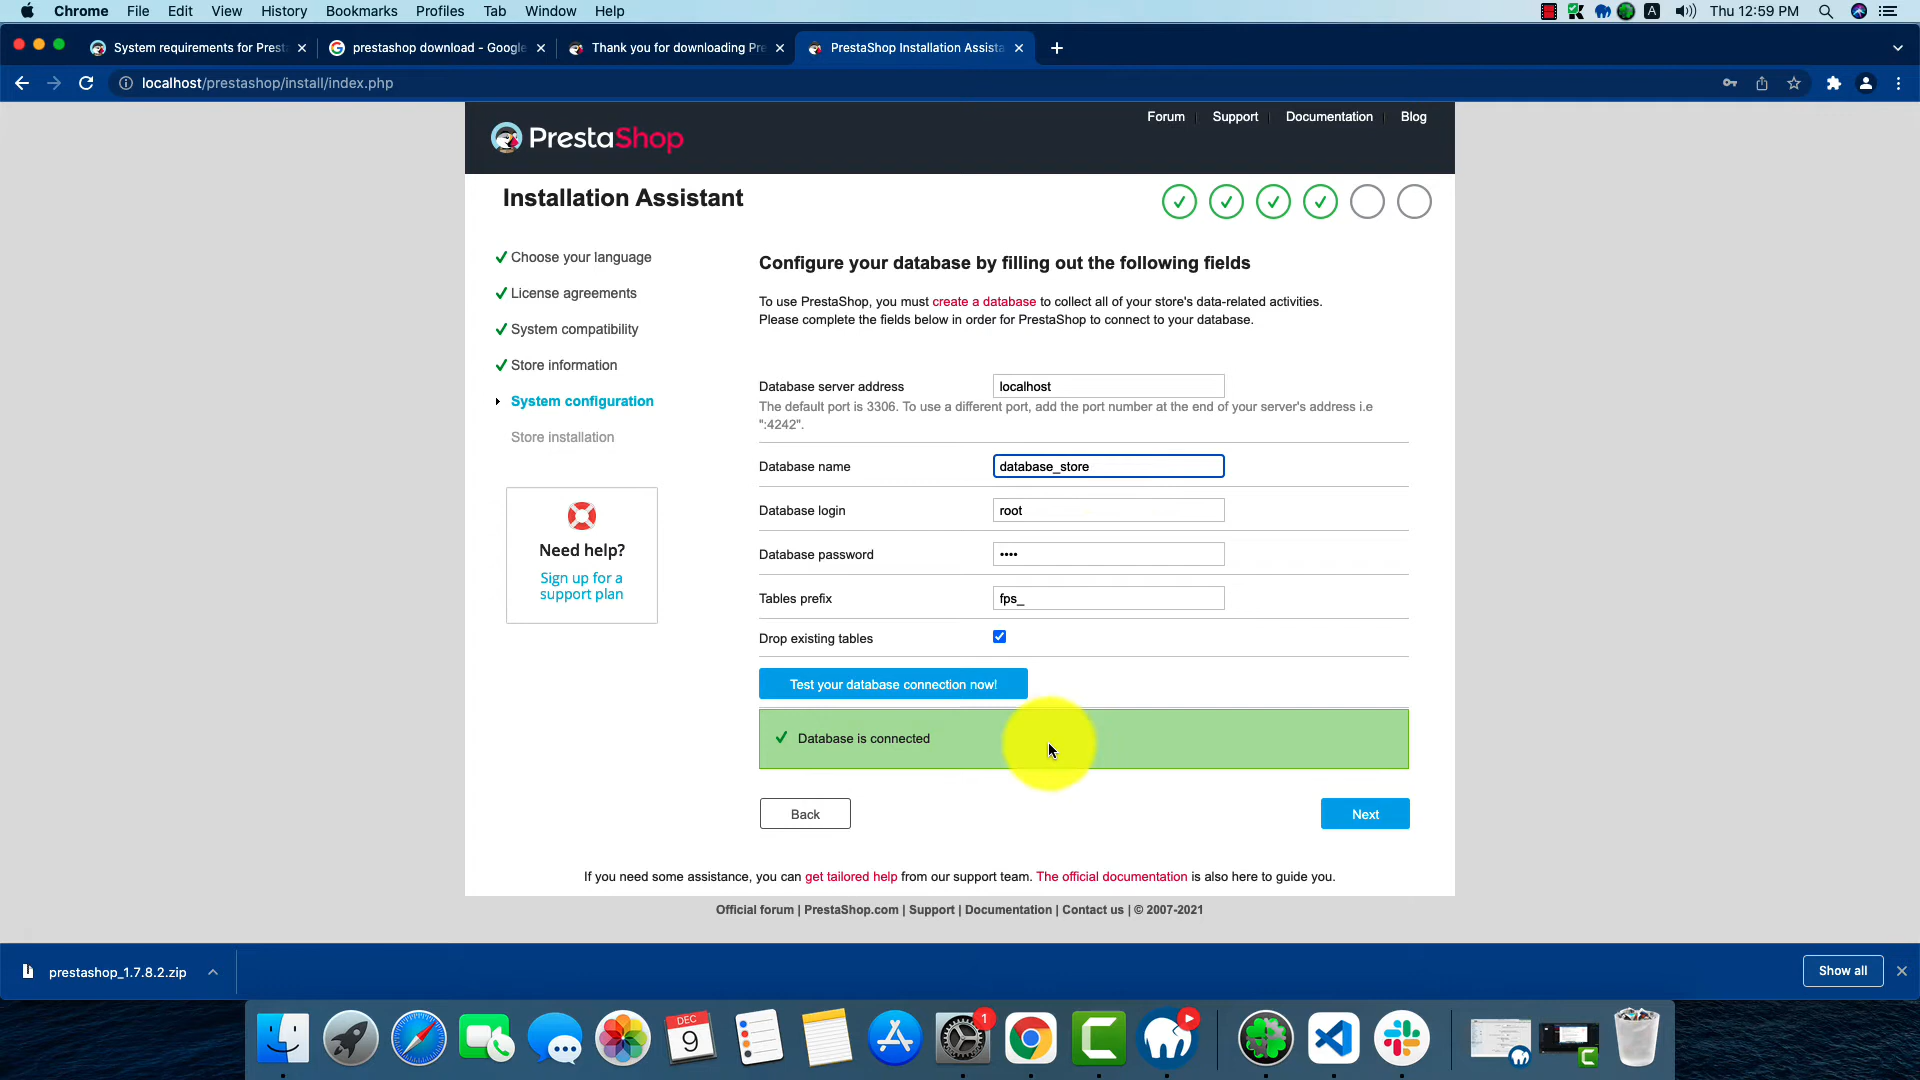 Chrome File Edit View History Bookmarks Profiles Tab Window Help
A Thu 12:59 PM
System requirements for Presta
prestashop download - Google
Thank you for downloading Pre
PrestaShop Installation Assista
localhost/prestashop/install/index.php
Forum Support Documentation Blog
PrestaShop
Installation Assistant
Choose your language
License agreements
System compatibility
Store information
System configuration
Store installation
Need help?
Sign up for a
support plan
Configure your database by filling out the following fields
To use PrestaShop, you must create a database to collect all of your store's data-related activities.
Please complete the fields below in order for PrestaShop to connect to your database.
Database server address localhost
The default port is 3306. To use a different port, add the port number at the end of your server's address i.e
":4242".
Database name database_store
Database login root
Database password ••••
Tables prefix fps_
Drop existing tables
Test your database connection now!
Database is connected
Back
Next
If you need some assistance, you can get tailored help from our support team. The official documentation is also here to guide you.
Official forum | PrestaShop.com | Support | Documentation | Contact us | © 2007-2021
prestashop_1.7.8.2.zip
Show all
DEC
9
1